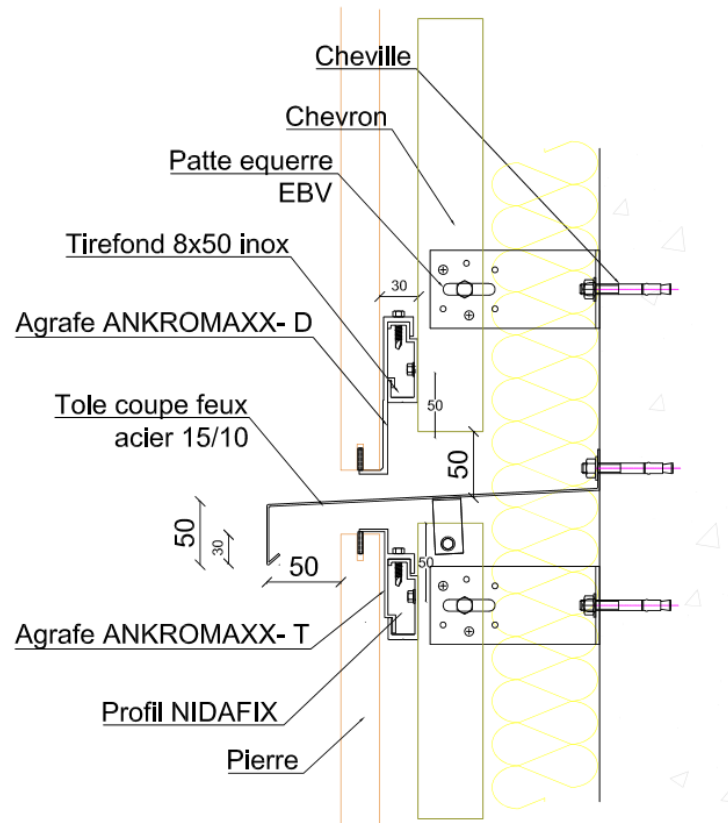 Cheville
Chevron
Patte equerre
EBV
Tirefond 8x50 inox
30
Agrafe ANKROMAXX- D
Tole coupe feux
acier 15/10
50
50
50
30
50
50
Agrafe ANKROMAXX- T
Profil NIDAFIX
Pierre